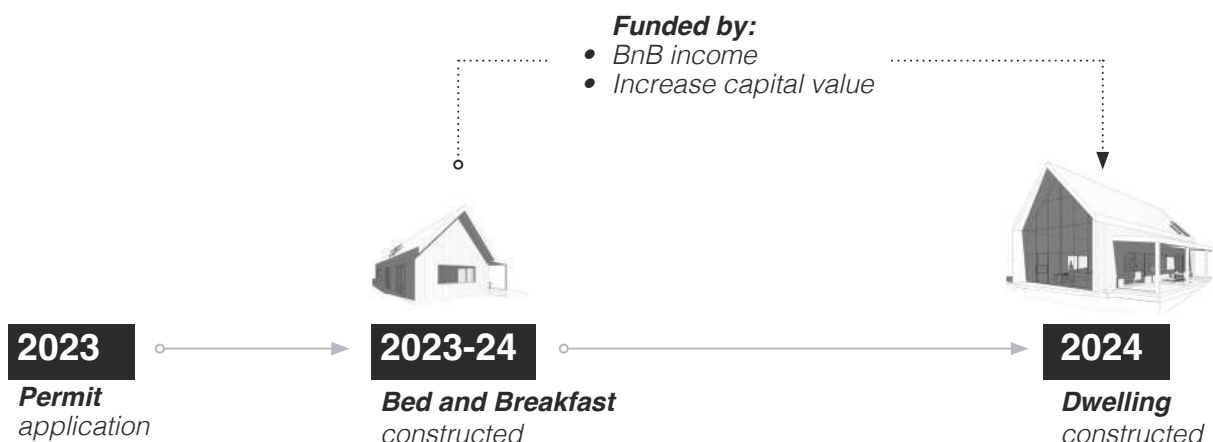 Funded by:
• BnB income
• Increase capital value
2023
2023-24
2024
Permit
application
Bed and Breakfast
constructed
Dwelling
constructed